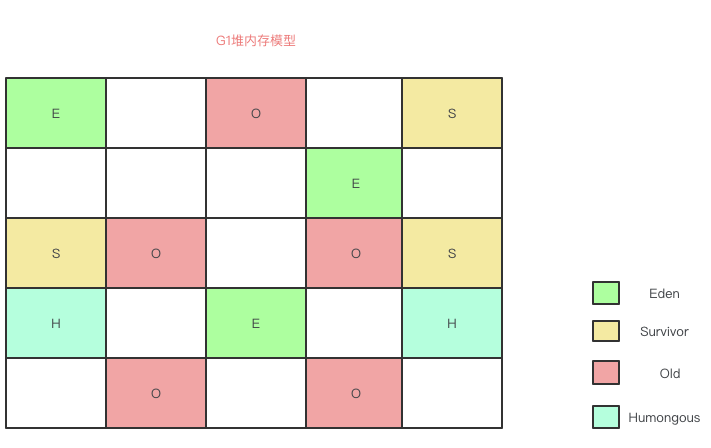 G1堆内存模型
E O S
E
S O O S
H E H
O O
Eden
Survivor
Old
Humongous